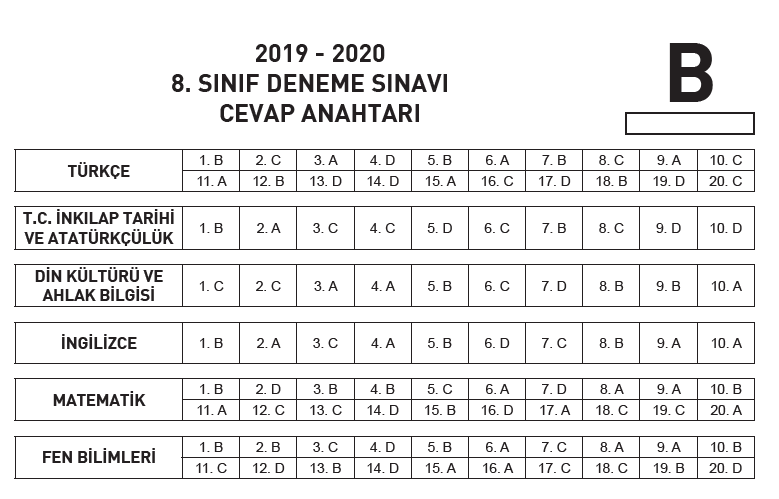 2019 - 2020
8. SINIF DENEME SINAVI
CEVAP ANAHTARI
B
TÜRKÇE
1. B 2. C 3. A 4. D 5. B 6. A 7. B 8. C 9. A 10. C
11. A 12. B 13. D 14. D 15. A 16. C 17. D 18. B 19. D 20. C
T.C. İNKILAP TARİHİ
VE ATATÜRKÇÜLÜK
1. B 2. A 3. C 4. C 5. D 6. C 7. B 8. C 9. D 10. D
DİN KÜLTÜRÜ VE
AHLAK BİLGİSİ
1. C 2. C 3. A 4. A 5. B 6. C 7. D 8. B 9. B 10. A
İNGİLİZCE
1. B 2. A 3. C 4. A 5. B 6. D 7. C 8. B 9. A 10. A
MATEMATİK
1. B 2. D 3. B 4. B 5. C 6. A 7. D 8. A 9. A 10. B
11. A 12. C 13. C 14. D 15. B 16. D 17. A 18. C 19. C 20. A
FEN BİLİMLERİ
1. B 2. B 3. C 4. D 5. B 6. A 7. C 8. A 9. A 10. B
11. C 12. D 13. B 14. D 15. A 16. A 17. C 18. C 19. B 20. D